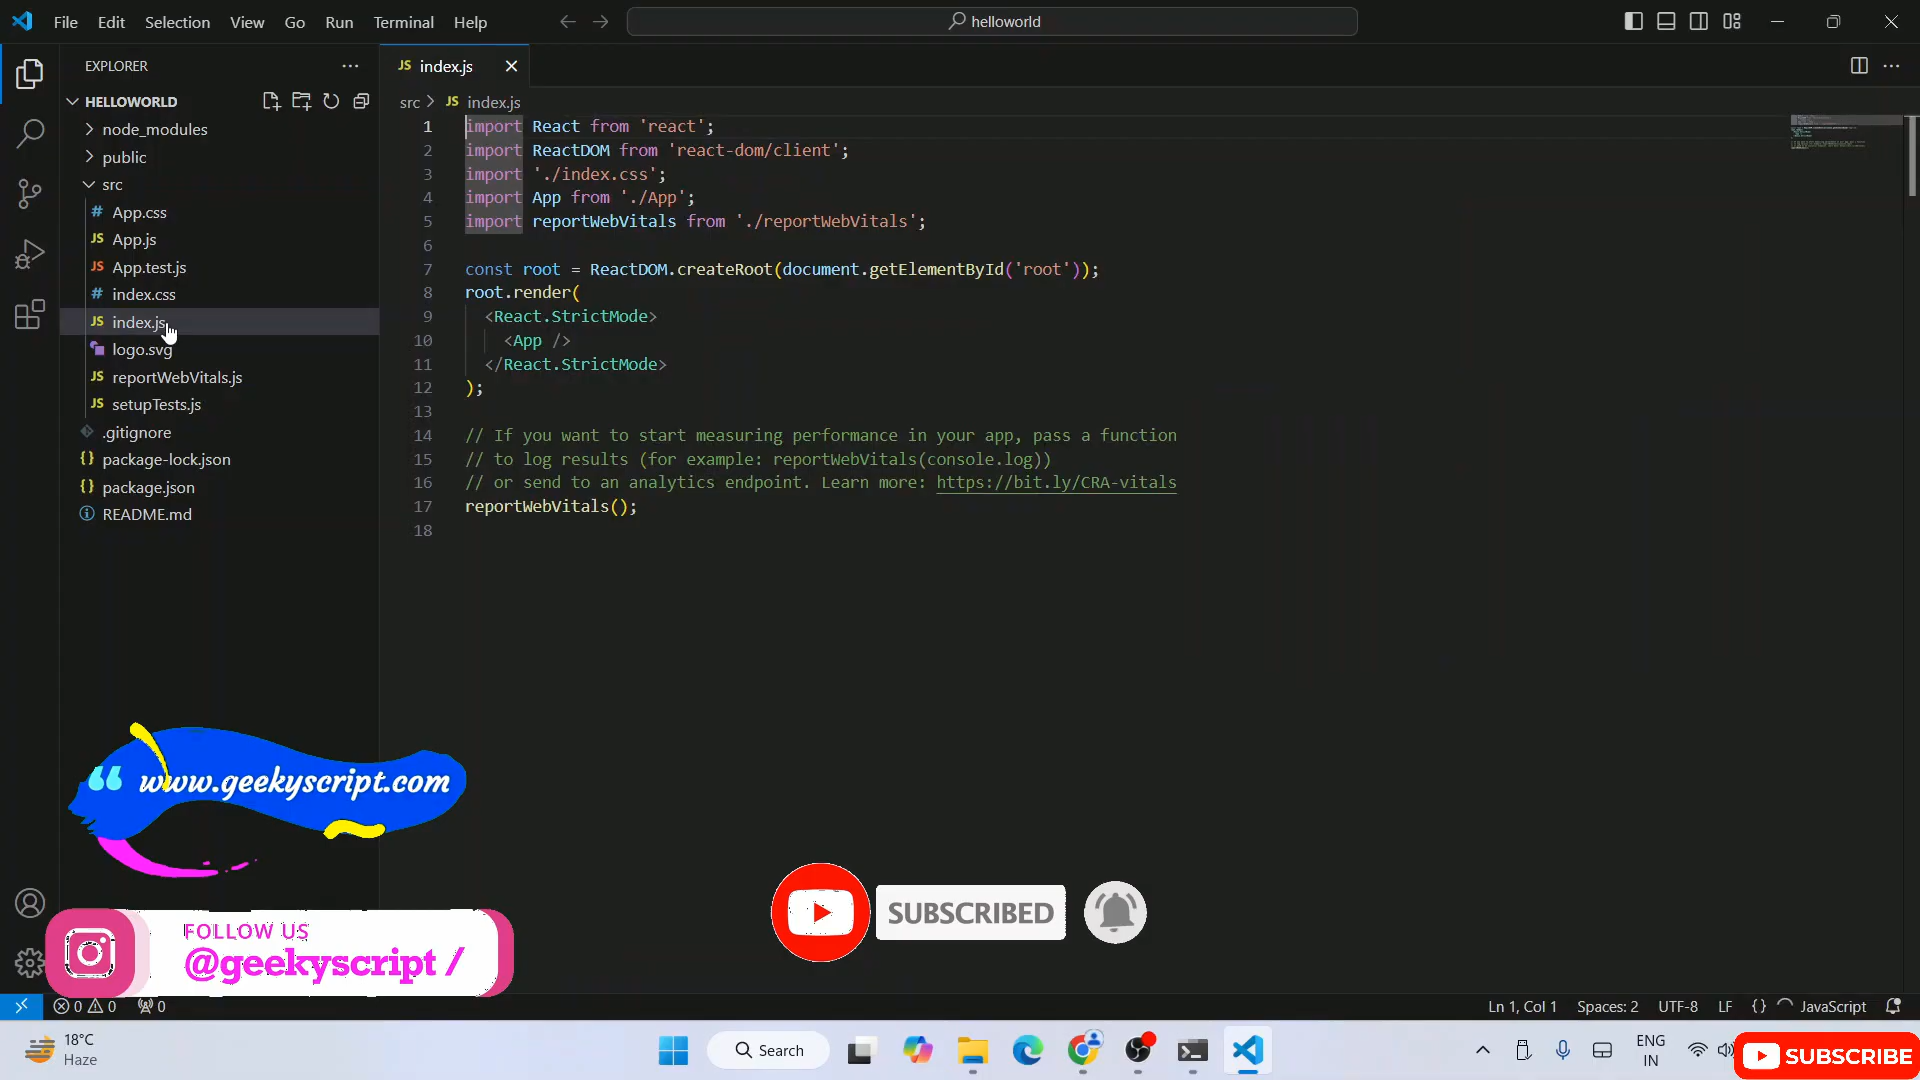 File Edit Selection View Go Run Terminal Help
helloworld
EXPLORER
HELLOWORLD
node_modules
public
src
# App.css
JS App.js
JS App.test.js
# index.css
JS index.js
logo.svg
JS reportWebVitals.js
JS setupTests.js
.gitignore
{} package-lock.json
{} package.json
README.md
JS index.js
src > JS index.js
1 import React from 'react';
2 import ReactDOM from 'react-dom/client';
3 import './index.css';
4 import App from './App';
5 import reportWebVitals from './reportWebVitals';
6
7 const root = ReactDOM.createRoot(document.getElementById('root'));
8 root.render(
9 <React.StrictMode>
10 <App />
11 </React.StrictMode>
12 );
13
14 // If you want to start measuring performance in your app, pass a function
15 // to log results (for example: reportWebVitals(console.log))
16 // or send to an analytics endpoint. Learn more: https://bit.ly/CRA-vitals
17 reportWebVitals();
18
www.geekyscript.com
FOLLOW US
@geekyscript /
SUBSCRIBED
0 0 0
Ln 1, Col 1 Spaces: 2 UTF-8 LF {} JavaScript
18°C
Haze
Search
ENG
IN
SUBSCRIBE